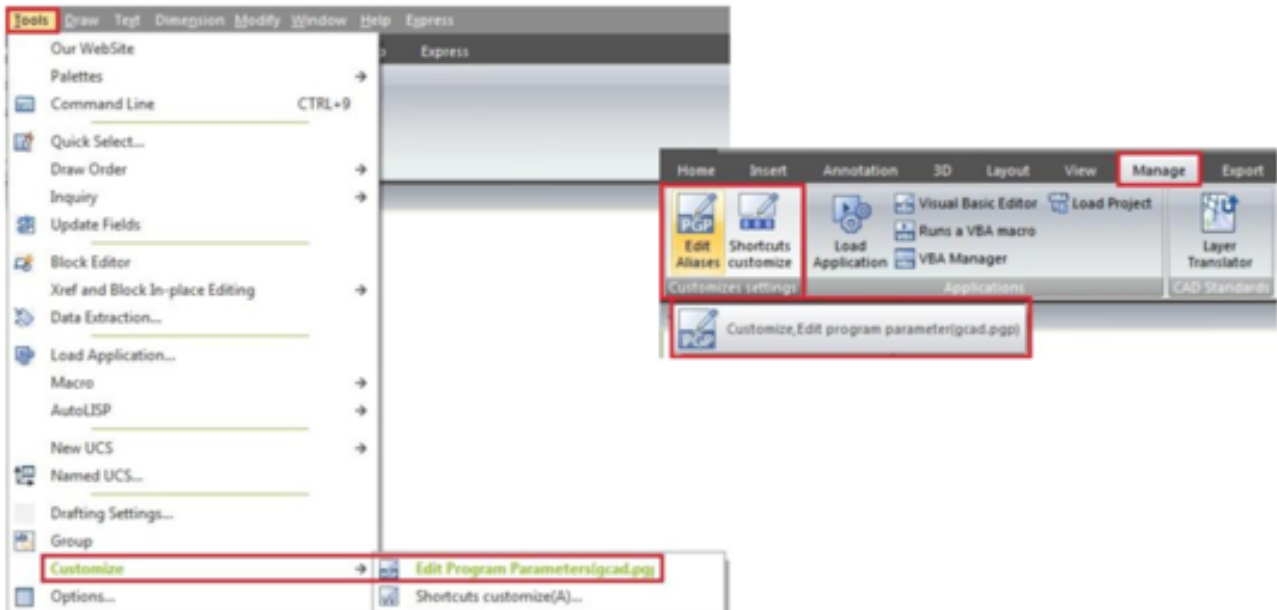 Tools Draw Text Dimension Modify Window Help Express
Express
Our WebSite
Palettes
Command Line CTRL+9
Quick Select...
Draw Order
Inquiry
Update Fields
Block Editor
Xref and Block In-place Editing
Data Extraction...
Load Application...
Macro
AutoLISP
New UCS
Named UCS...
Drafting Settings...
Group
Customize
Edit Program Parameters(gcad.pgp
Options...
Shortcuts customize(A)...
Home Insert Annotation 3D Layout View Manage Export
PGP
Edit
Aliases
Shortcuts
customize
Load
Application
Visual Basic Editor
Load Project
Runs a VBA macro
VBA Manager
Layer
Translator
Customizes settings
Applications
CAD Standards
PGP
Customize,Edit program parameter(gcad.pgp)